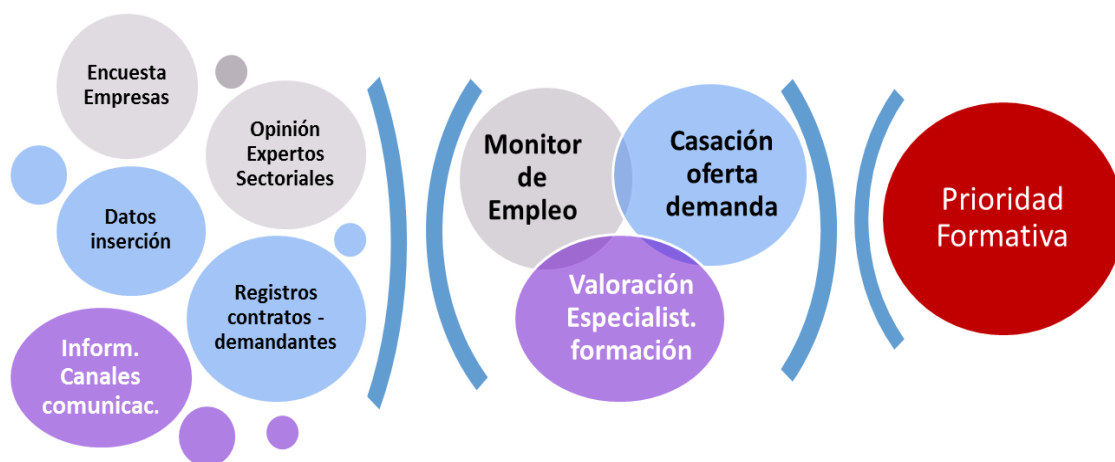 Encuesta
Empresas
Opinión
Expertos
Sectoriales
Datos
inserción
Registros
contratos -
demandantes
Inform.
Canales
comunicac.
Monitor
de
Empleo
Casación
oferta
demanda
Valoración
Especialist.
formación
Prioridad
Formativa